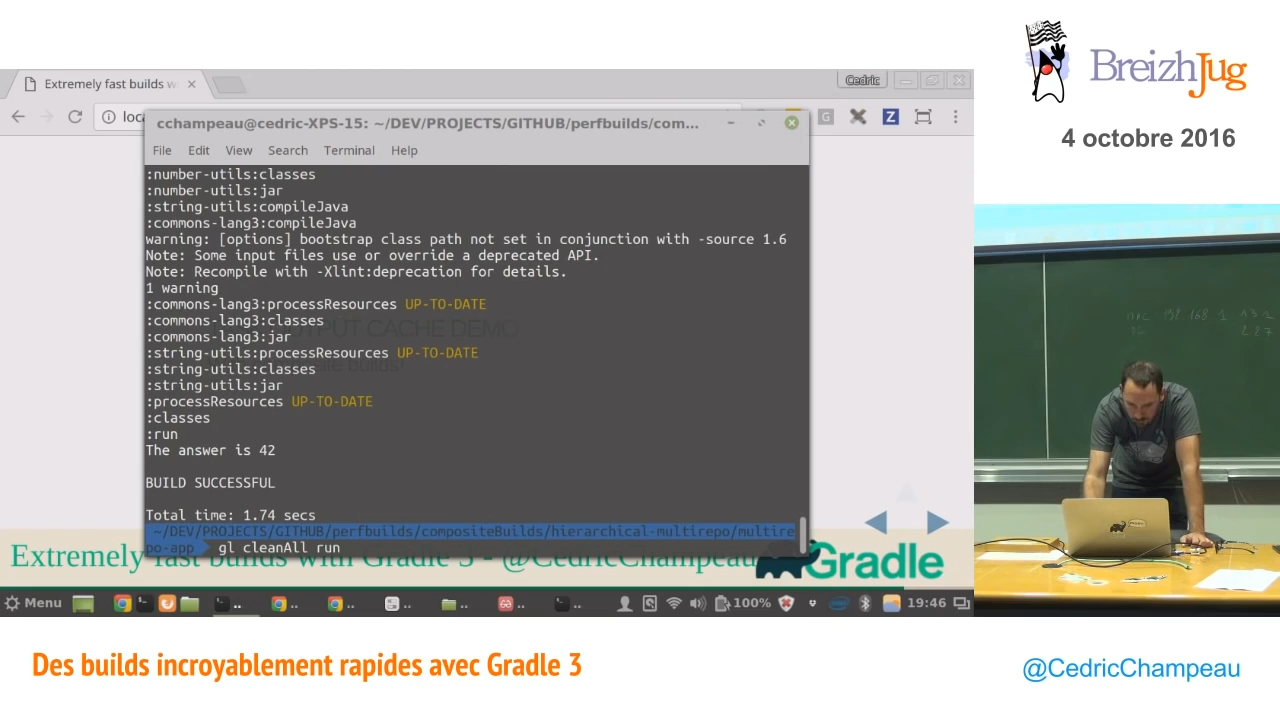 BreizhJug
4 octobre 2016
Extremely fast builds w
Cedric
loca
cchampeau@cedric-XPS-15: ~/DEV/PROJECTS/GITHUB/perfbuilds/com...
File Edit View Search Terminal Help
:number-utils:classes
:number-utils:jar
:string-utils:compileJava
:commons-lang3:compileJava
warning: [options] bootstrap class path not set in conjunction with -source 1.6
Note: Some input files use or override a deprecated API.
Note: Recompile with -Xlint:deprecation for details.
1 warning
:commons-lang3:processResources UP-TO-DATE
:commons-lang3:classes
:commons-lang3:jar
:string-utils:processResources UP-TO-DATE
:string-utils:classes
:string-utils:jar
:processResources UP-TO-DATE
:classes
:run
The answer is 42
BUILD SUCCESSFUL
Total time: 1.74 secs
~/DEV/PROJECTS/GITHUB/perfbuilds/compositeBuilds/hierarchical-multirepo/multire
po-app gl cleanAll run
PUT CACHE DEMO
Extremely fast builds with Gradle 3 - @CedricChampeau
Gradle
Menu
100%
19:46
Des builds incroyablement rapides avec Gradle 3
@CedricChampeau